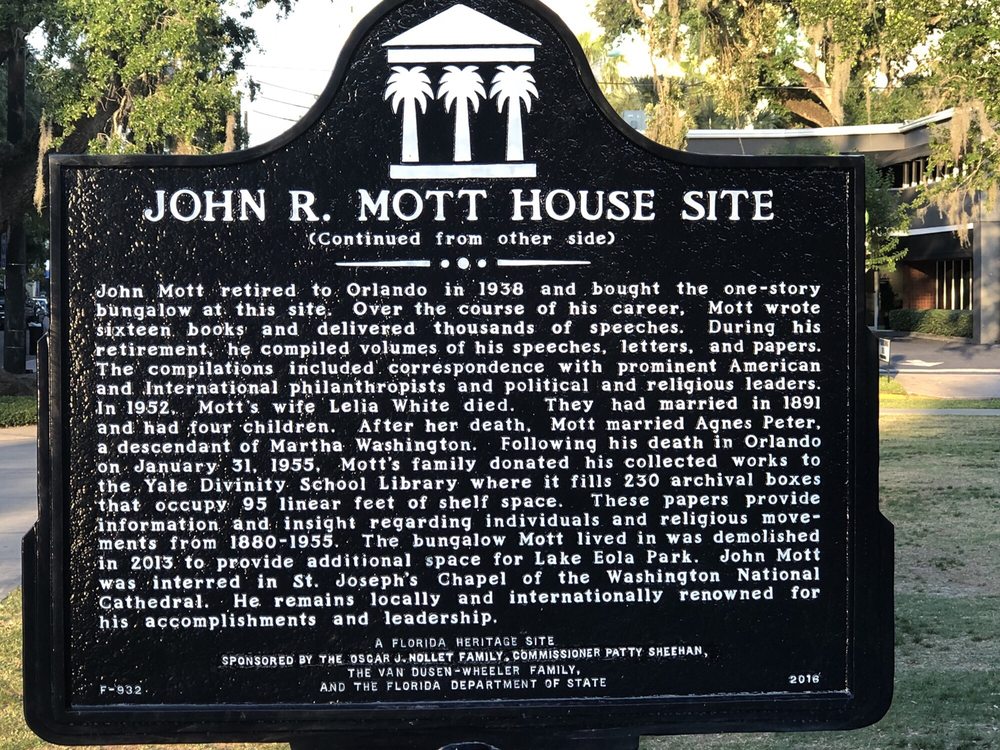 JOHN R. MOTT HOUSE SITE
(Continued from other side)
John Mott retired to Orlando in 1938 and bought the one-story
bungalow at this site. Over the course of his career, Mott wrote
sixteen books and delivered thousands of speeches. During his
retirement, he compiled volumes of his speeches, letters, and papers.
The compilations included correspondence with prominent American
and International philanthropists and political and religious leaders.
In 1952, Mott's wife Lelia White died. They had married in 1891
and had four children. After her death, Mott married Agnes Peter,
a descendant of Martha Washington. Following his death in Orlando
on January 31, 1955, Mott's family donated his collected works to
the Yale Divinity School Library where it fills 230 archival boxes
that occupy 95 linear feet of shelf space. These papers provide
information and insight regarding individuals and religious move-
ments from 1880-1955. The bungalow Mott lived in was demolished
in 2013 to provide additional space for Lake Eola Park. John Mott
was interred in St. Joseph's Chapel of the Washington National
Cathedral. He remains locally and internationally renowned for
his accomplishments and leadership.
A FLORIDA HERITAGE SITE
SPONSORED BY THE OSCAR J. NOLLET FAMILY, COMMISSIONER PATTY SHEEHAN,
THE VAN DUSEN-WHEELER FAMILY,
AND THE FLORIDA DEPARTMENT OF STATE
F-932
2016